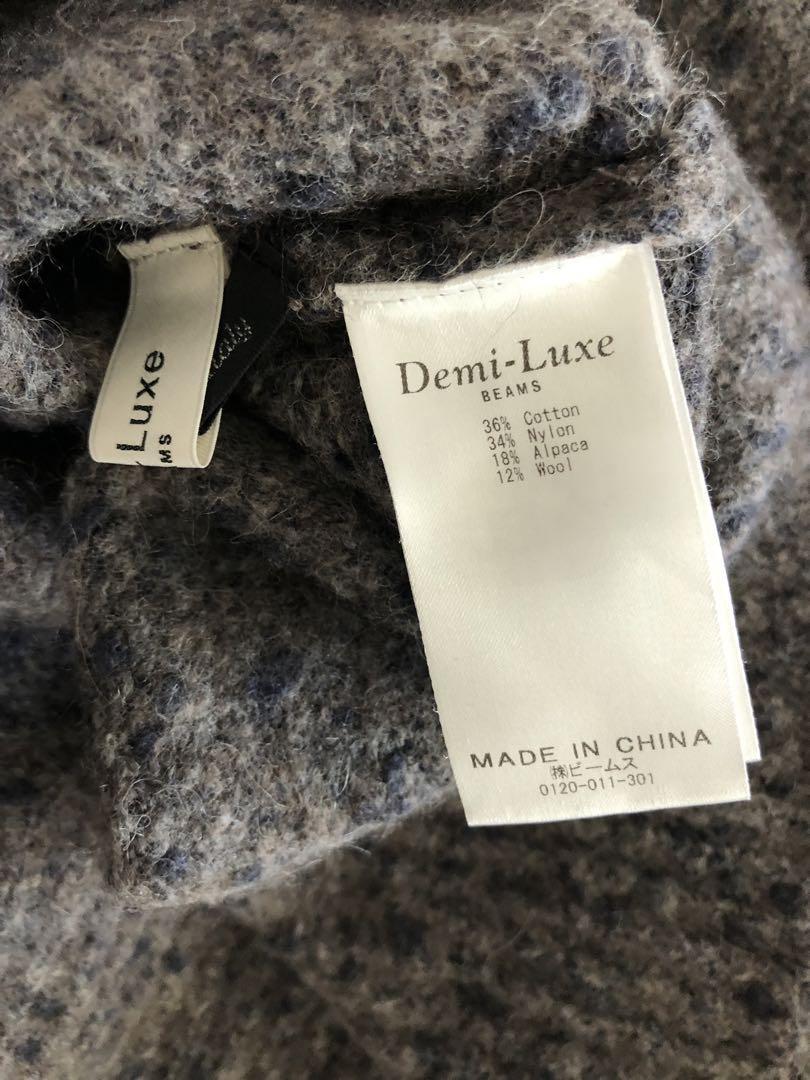 Luxe
MS
Demi-Luxe
BEAMS
36% Cotton
34% Nylon
18% Alpaca
12% Wool
MADE IN CHINA
㈱ビームス
0120-011-301